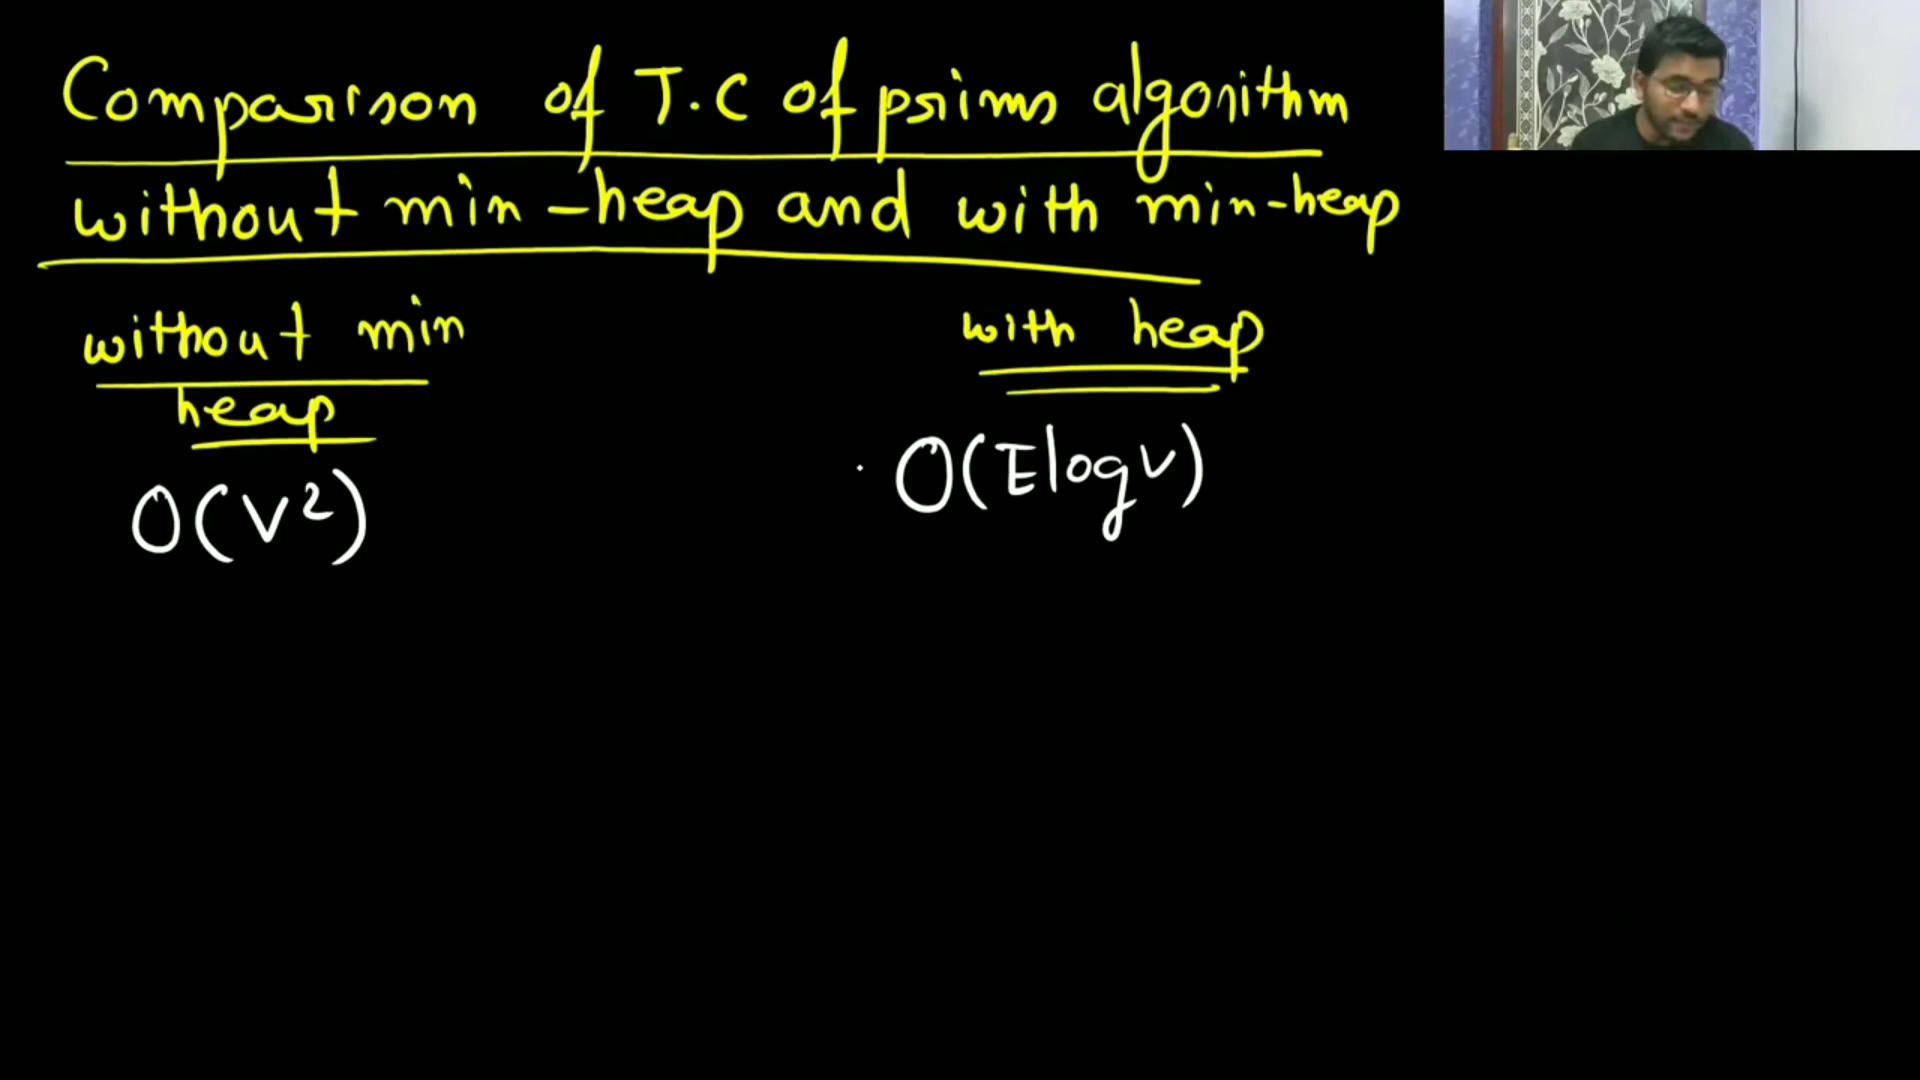 Comparison of T.C of prims algorithm
without min-heap and with min-heap
without min
heap
with heap
O(V²)
O(Elogv)